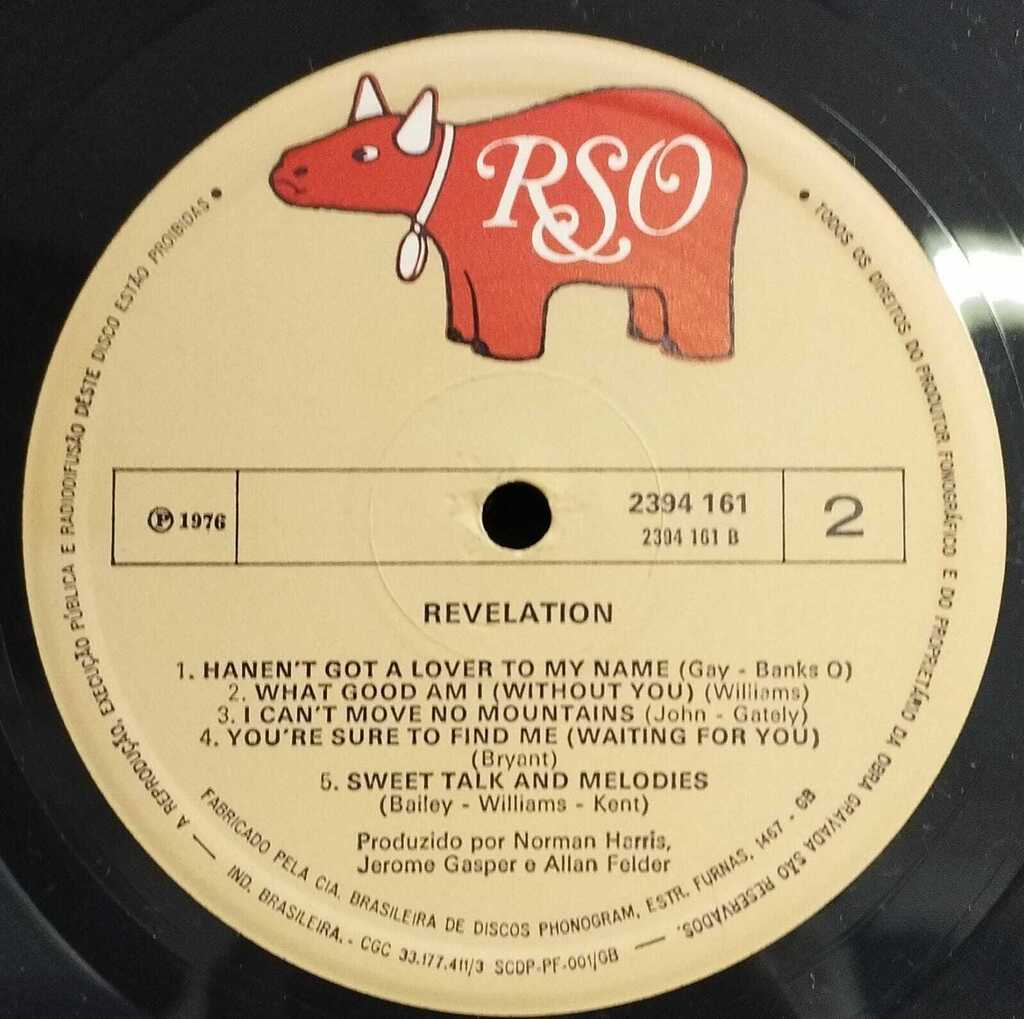 RSO
℗ 1976
2394 161
2394 161 B
2
REVELATION
1. HANEN'T GOT A LOVER TO MY NAME (Gay - Banks O)
2. WHAT GOOD AM I (WITHOUT YOU) (Williams)
3. I CAN'T MOVE NO MOUNTAINS (John - Gately)
4. YOU'RE SURE TO FIND ME (WAITING FOR YOU)
(Bryant)
5. SWEET TALK AND MELODIES
(Bailey - Williams - Kent)
Produzido por Norman Harris,
Jerome Gasper e Allan Felder
FABRICADO PELA CIA. BRASILEIRA DE DISCOS PHONOGRAM, ESTR. FURNAS, 1467 - GB
IND. BRASILEIRA. - CGC 33.177.411/3 SCDP-PF-001/GB
• TODOS OS DIREITOS DO PRODUTOR FONOGRÁFICO E DO PROPRIETÁRIO DA OBRA GRAVADA SÃO RESERVADOS. —
— A REPRODUÇÃO, EXECUÇÃO PÚBLICA E RADIODIFUSÃO DÊSTE DISCO ESTÃO PROIBIDAS •